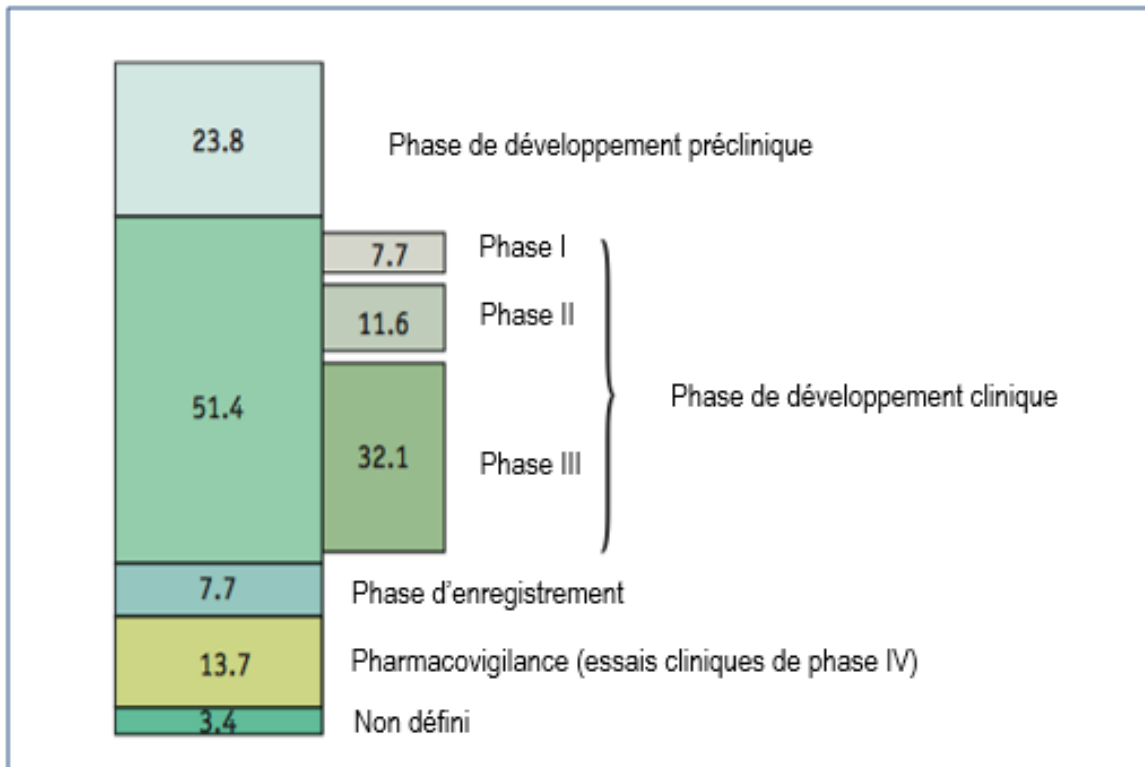 23.8
Phase de développement préclinique
7.7
Phase I
11.6
Phase II
51.4
Phase de développement clinique
32.1
Phase III
7.7
Phase d'enregistrement
13.7
Pharmacovigilance (essais cliniques de phase IV)
3.4
Non défini